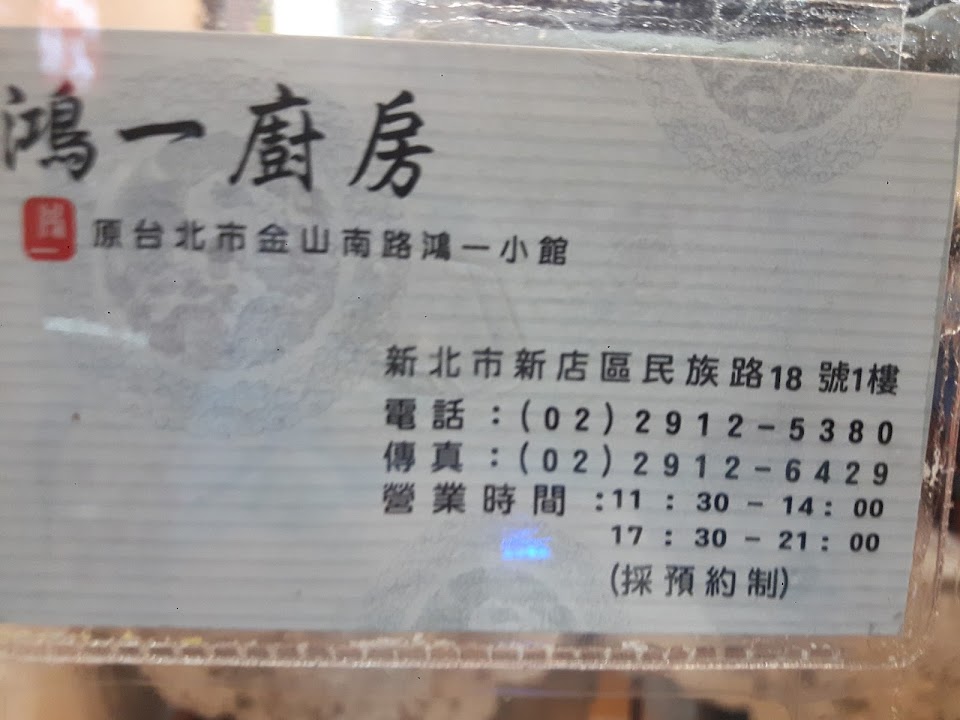 鴻一廚房
鴻一 原台北市金山南路鴻一小館
新北市新店區民族路18 號1樓
電話：(02)2912-5380
傳真：(02)2912-6429
營業時間：11：30-14：00
17：30-21：00
(採預約制)